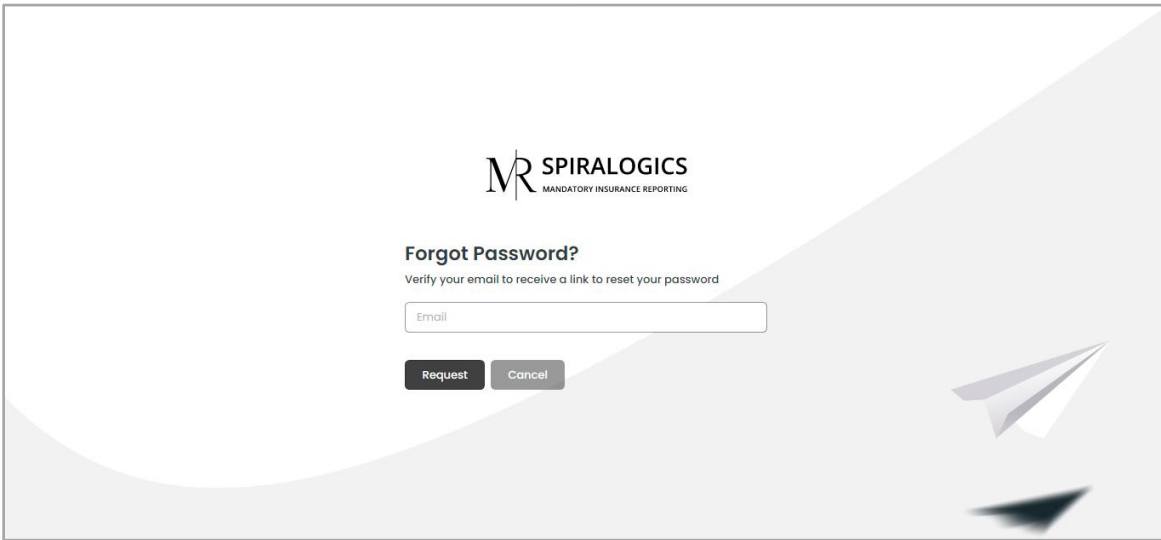 MR SPIRALOGICS
MANDATORY INSURANCE REPORTING
Forgot Password?
Verify your email to receive a link to reset your password
Email
Request Cancel